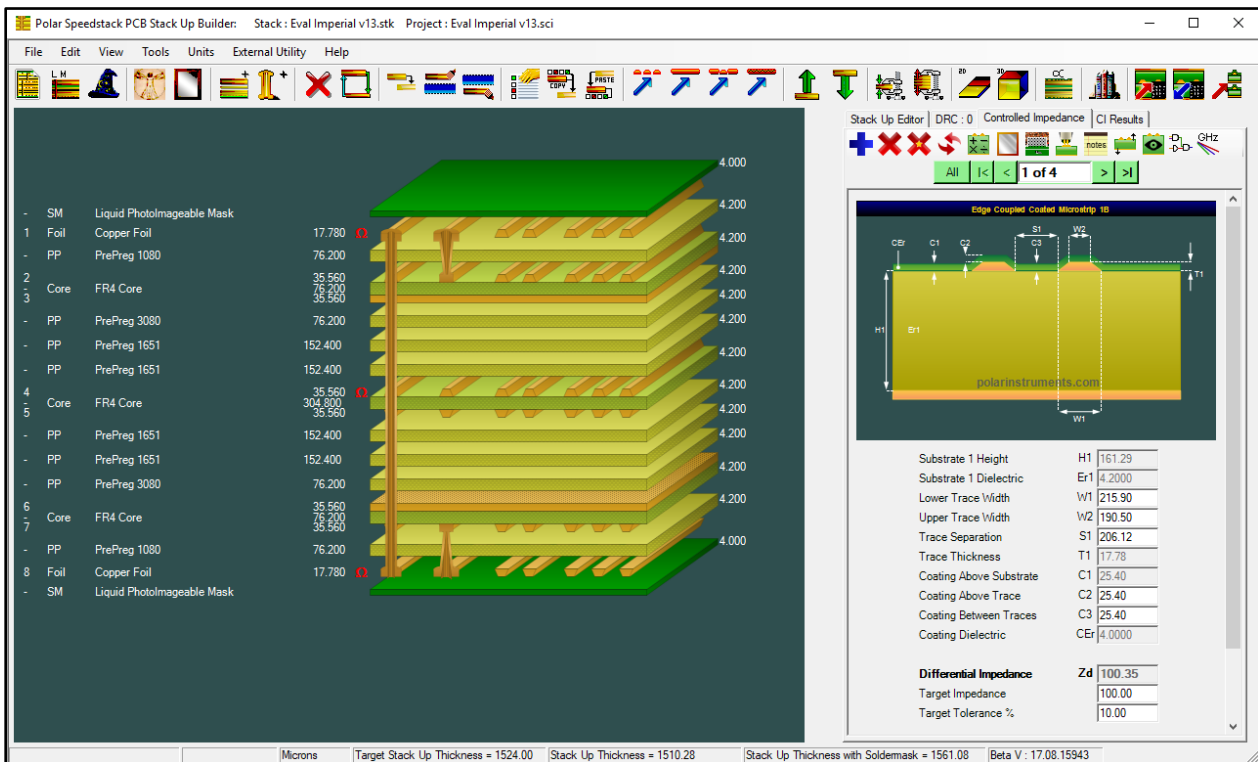 Polar Speedstack PCB Stack Up Builder: Stack : Eval Imperial v13.stk Project : Eval Imperial v13.sci
File Edit View Tools Units External Utility Help
L M
COPY
PASTE
2D
3D
CC
Stack Up Editor DRC : 0 Controlled Impedance CI Results
notes
GHz
All |< < 1 of 4 > >|
4.000
- SM Liquid PhotoImageable Mask 4.200
1 Foil Copper Foil 17.780 Ω
4.200
- PP PrePreg 1080 76.200
4.200
2 35.560
- Core FR4 Core 76.200 4.200
3 35.560
- PP PrePreg 3080 76.200 4.200
- PP PrePreg 1651 152.400 4.200
- PP PrePreg 1651 152.400
4.200
4 35.560 Ω
- Core FR4 Core 304.800 4.200
5 35.560
- PP PrePreg 1651 152.400 4.200
- PP PrePreg 1651 152.400 4.200
- PP PrePreg 3080 76.200
4.200
6 35.560
- Core FR4 Core 76.200
7 35.560
- PP PrePreg 1080 76.200 4.000
8 Foil Copper Foil 17.780 Ω
- SM Liquid PhotoImageable Mask
Edge Coupled Coated Microstrip 1B
S1 W2
CEr C1 C2 C3
T1
H1 Er1
polarinstruments.com
W1
Substrate 1 Height H1 161.29
Substrate 1 Dielectric Er1 4.2000
Lower Trace Width W1 215.90
Upper Trace Width W2 190.50
Trace Separation S1 206.12
Trace Thickness T1 17.78
Coating Above Substrate C1 25.40
Coating Above Trace C2 25.40
Coating Between Traces C3 25.40
Coating Dielectric CEr 4.0000
Differential Impedance Zd 100.35
Target Impedance 100.00
Target Tolerance % 10.00
Microns Target Stack Up Thickness = 1524.00 Stack Up Thickness = 1510.28 Stack Up Thickness with Soldermask = 1561.08 Beta V : 17.08.15943